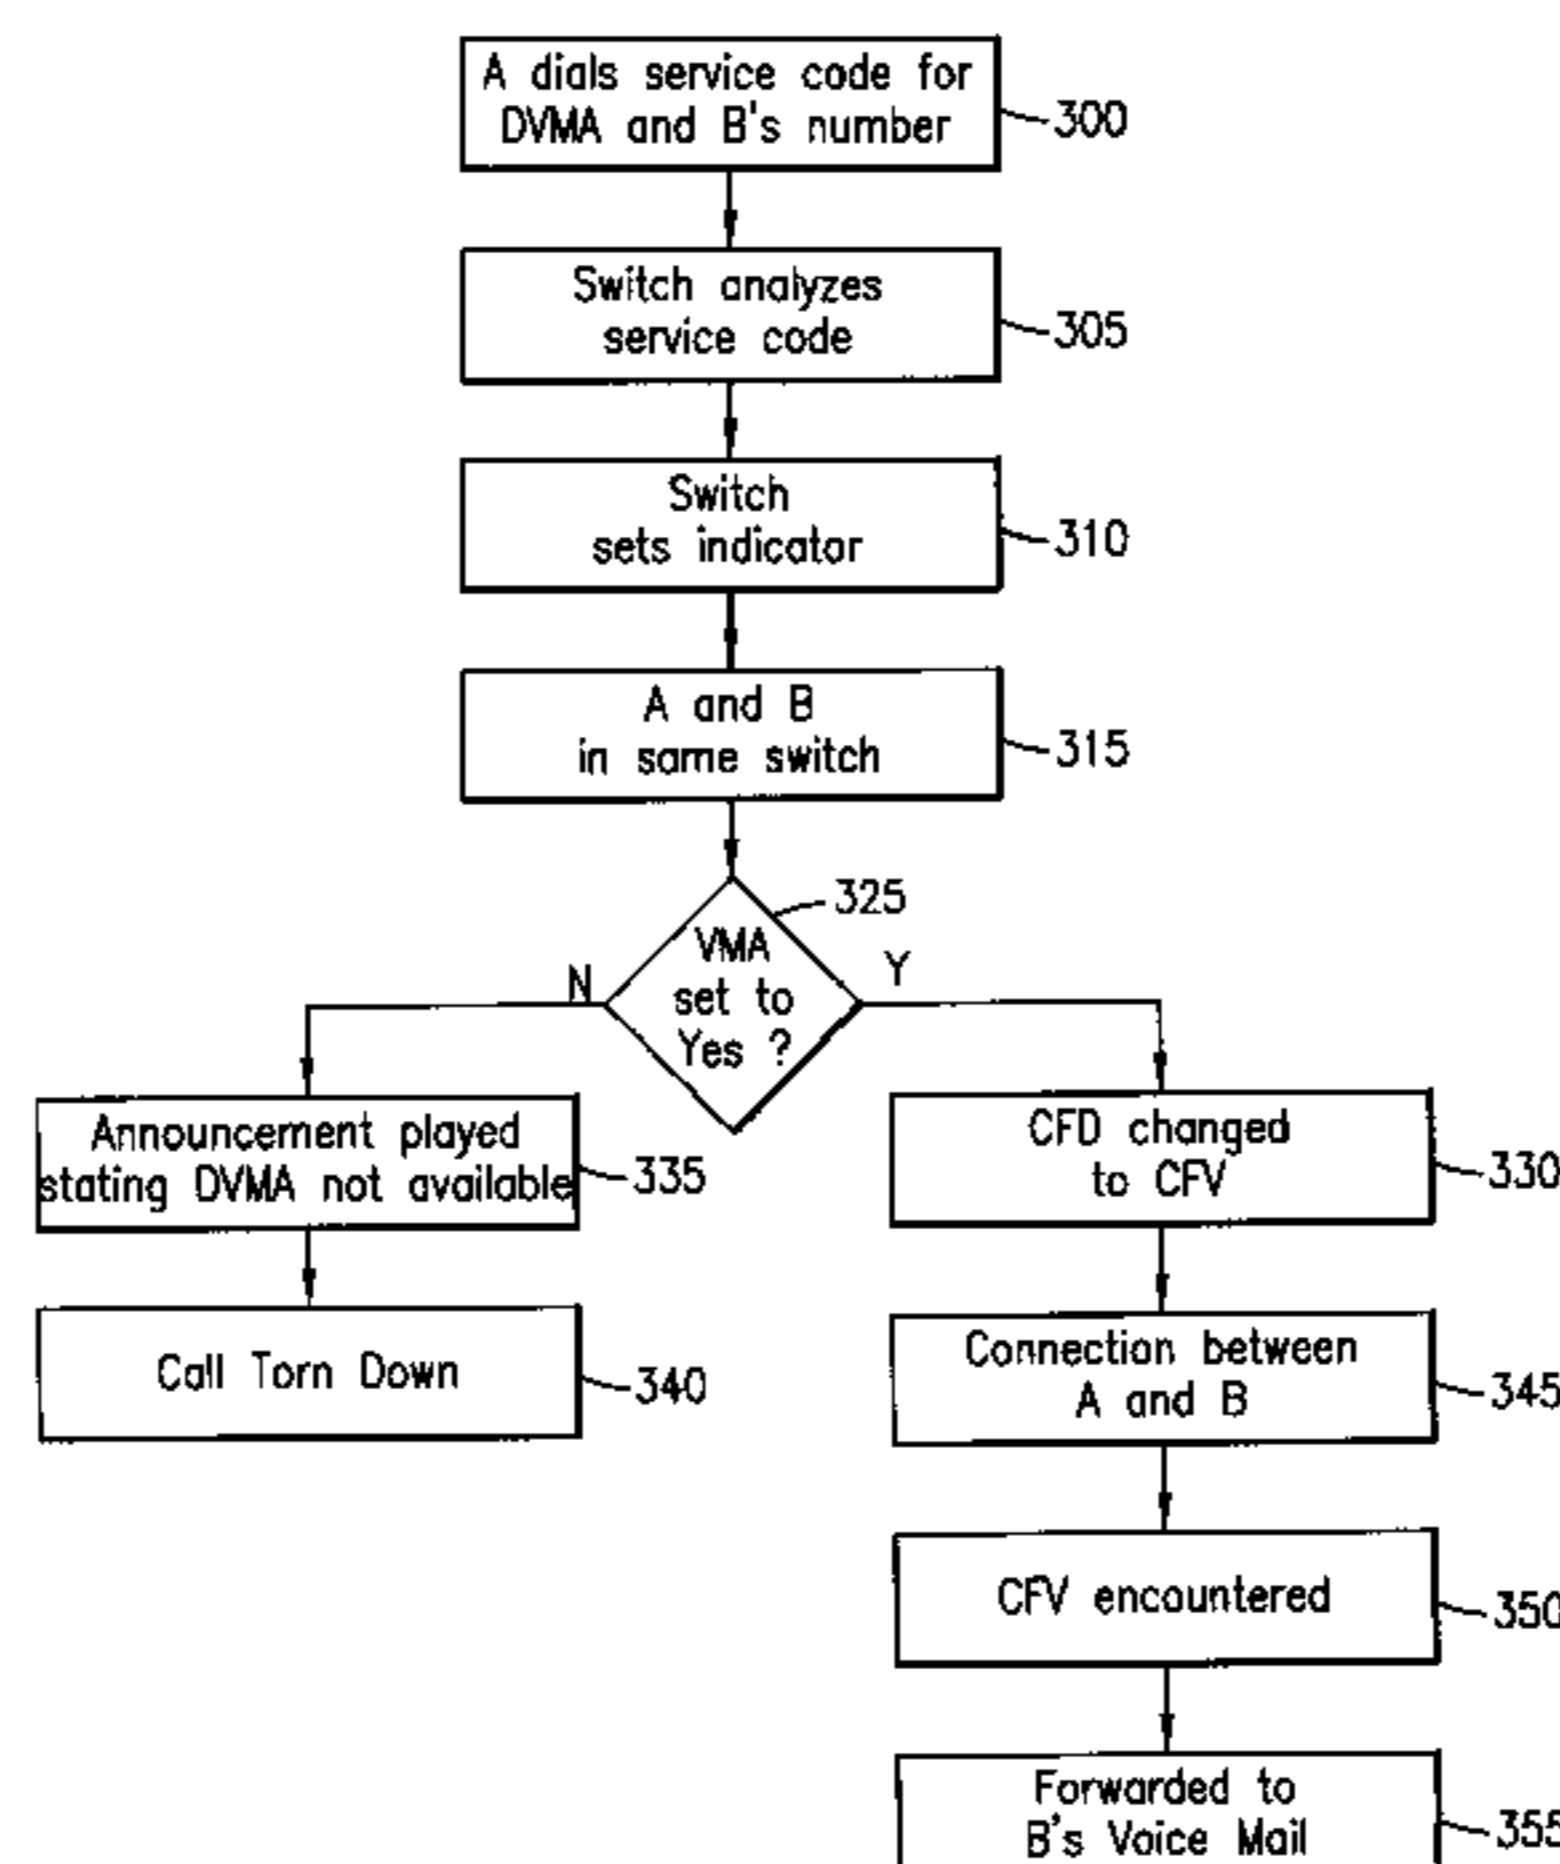 A dials service code for
DVMA and B's number
300
Switch analyzes
service code
305
Switch
sets indicator
310
A and B
in same switch
315
325
VMA
set to
Yes ?
N
Y
Announcement played
stating DVMA not available
335
CFD changed
to CFV
330
Call Torn Down
340
Connection between
A and B
345
CFV encountered
350
Forwarded to
B's Voice Mail
355